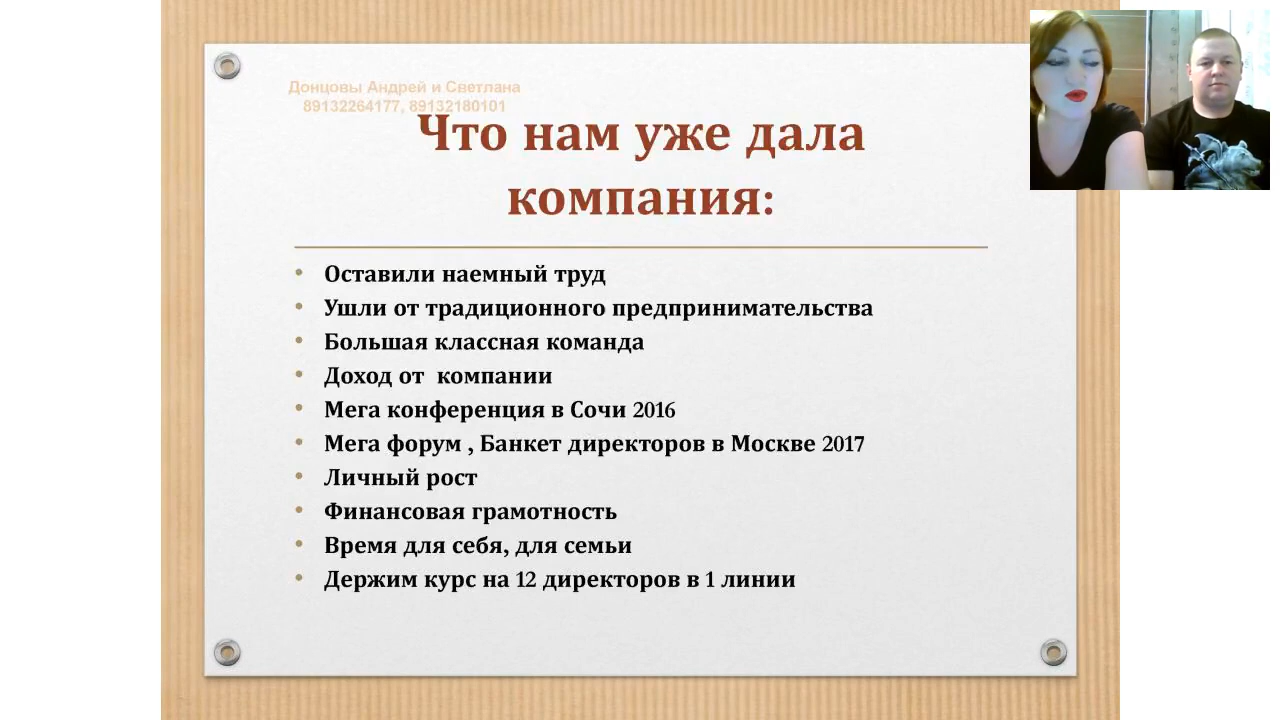 Донцовы Андрей и Светлана
89132264177, 89132180101
Что нам уже дала
компания:
• Оставили наемный труд
• Ушли от традиционного предпринимательства
• Большая классная команда
• Доход от  компании
• Мега конференция в Сочи 2016
• Мега форум , Банкет директоров в Москве 2017
• Личный рост
• Финансовая грамотность
• Время для себя, для семьи
• Держим курс на 12 директоров в 1 линии